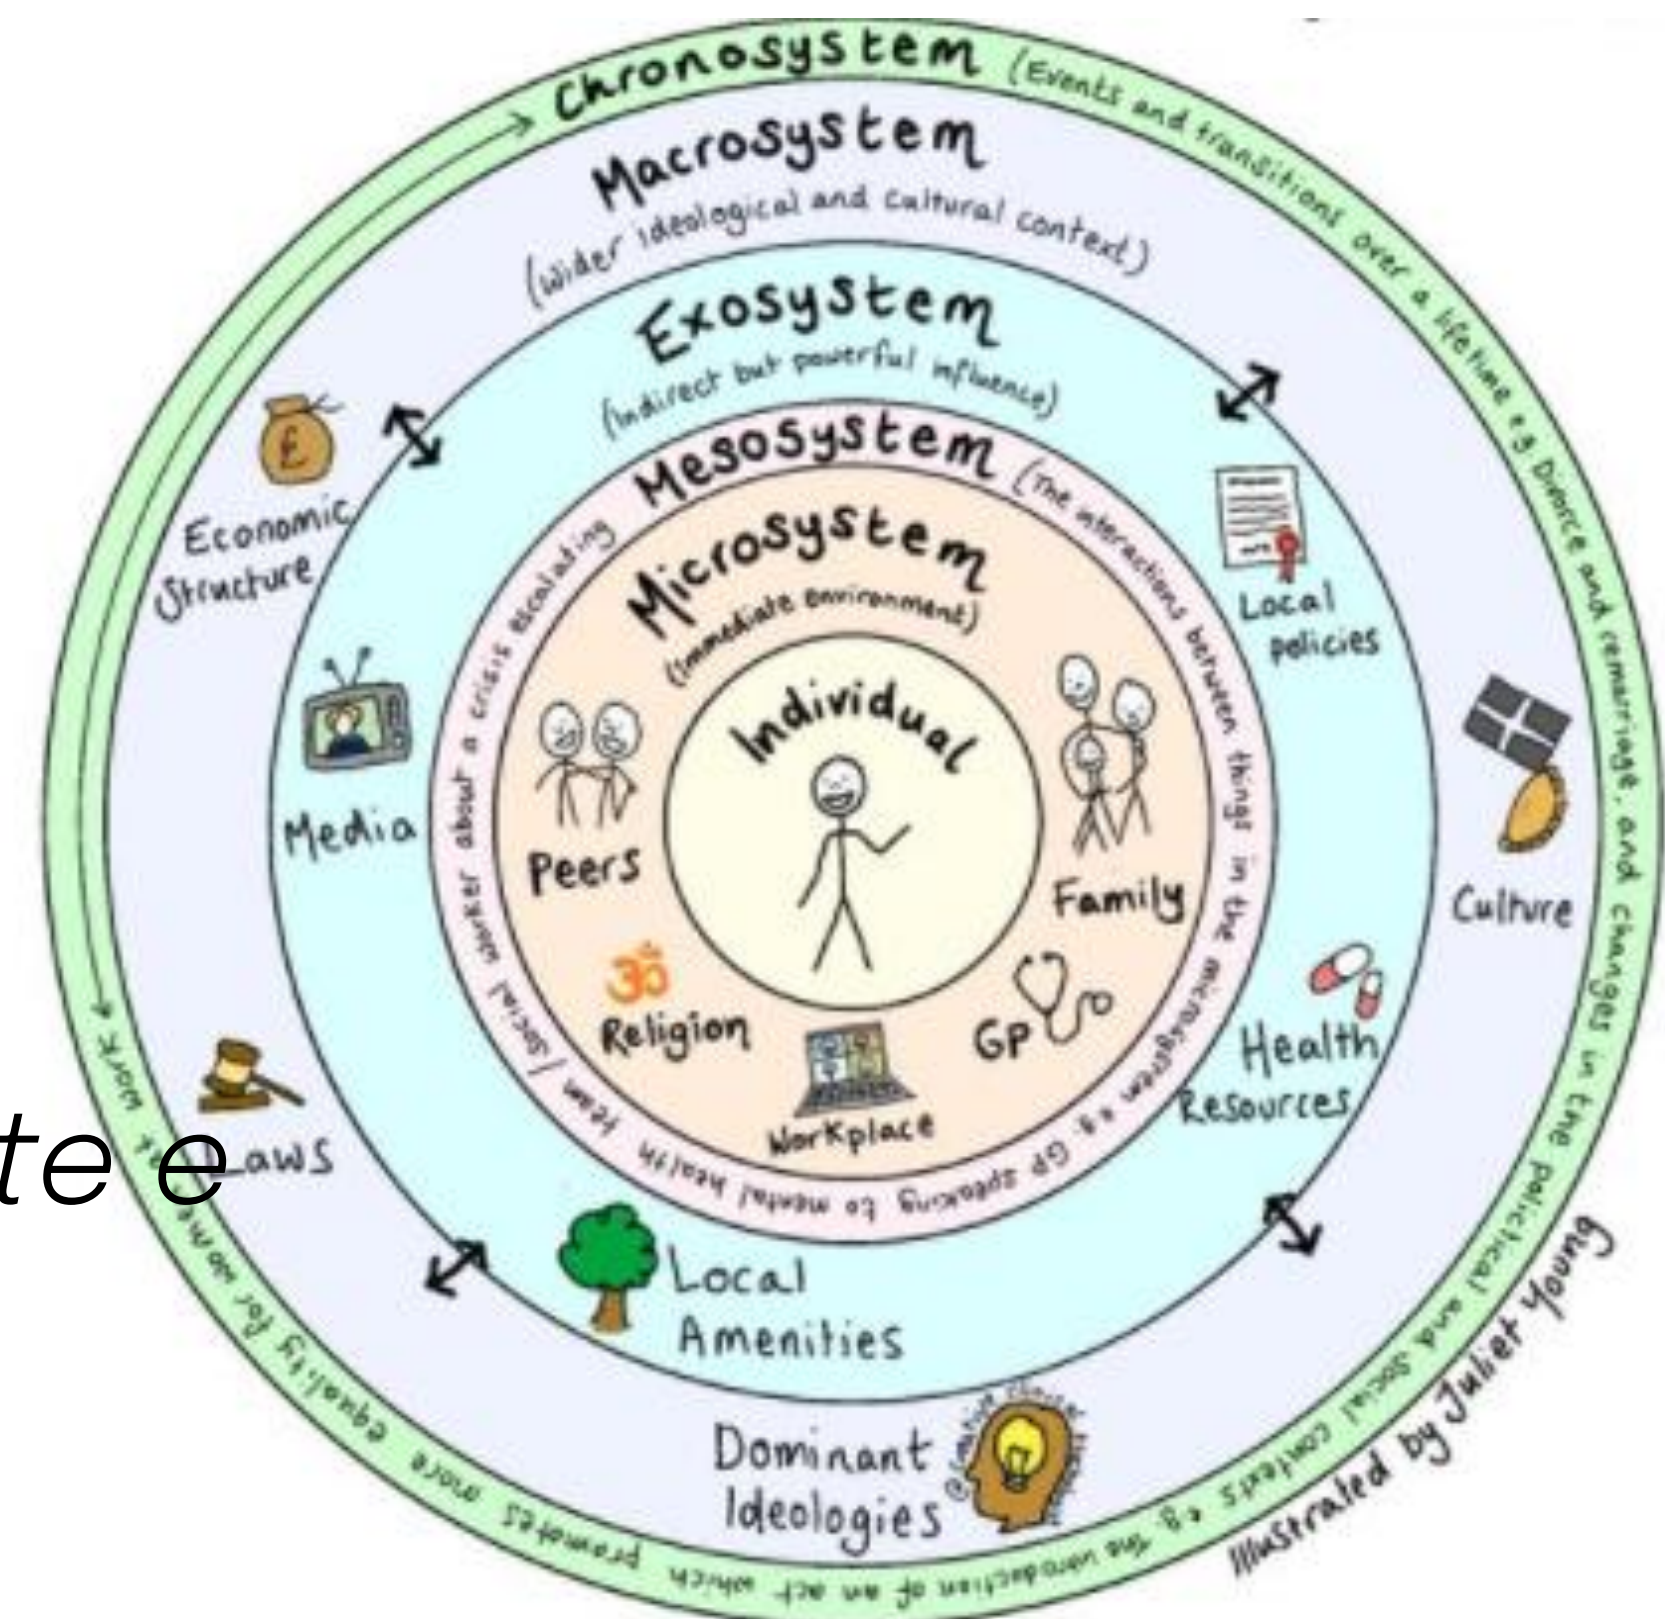 Chronosystem (Events and transitions over a lifetime e.g Divorce and remarriage, and changes in the political and social contexts e.g. The introduction of an act which promotes more equality for women at work
Macrosystem
(Wider ideological and cultural context)
Exosystem
(Indirect but powerful influence)
Mesosystem (The interactions between things in the microsystem e.g. GP speaking to mental health team / social worker about a crisis escalating
Microsystem
(Immediate environment)
Individual
Peers
Family
Religion
GP
Workplace
Economic
Structure
Local
policies
Media
Culture
Health
Resources
Laws
te e
Local
Amenities
Dominant
Ideologies
£
ॐ
Illustrated by Juliet Young